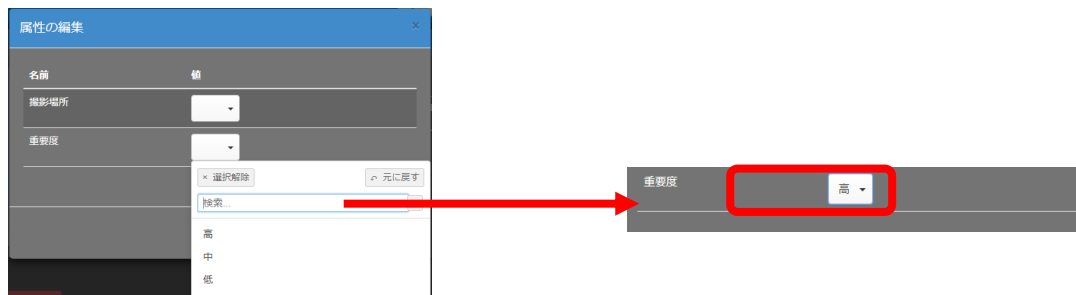 属性の編集 ×
名前 値
撮影場所
重要度
× 選択解除 元に戻す
検索...
高
中
低
重要度 高